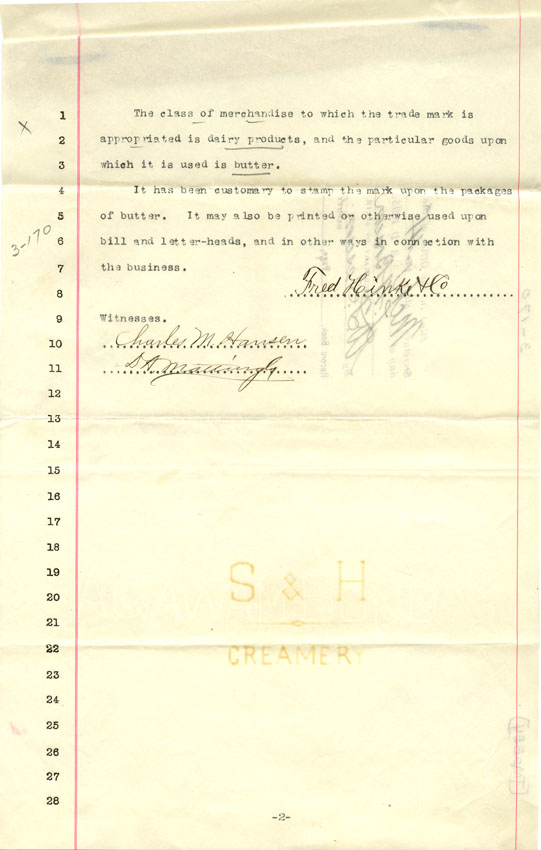 1 The class of merchandise to which the trade mark is
X
2 appropriated is dairy products, and the particular goods upon
3 which it is used is butter.
4 It has been customary to stamp the mark upon the packages
5 of butter. It may also be printed or otherwise used upon
3-170
6 bill and letter-heads, and in other ways in connection with
7 the business.
8 Fred Hinke & Co
9 Witnesses.
10 Charles M. Hansen
11
12
13
14
15
16
17
18
19
S & H
20
21
22
CREAMERY
23
24
25
26
27
28
-2-